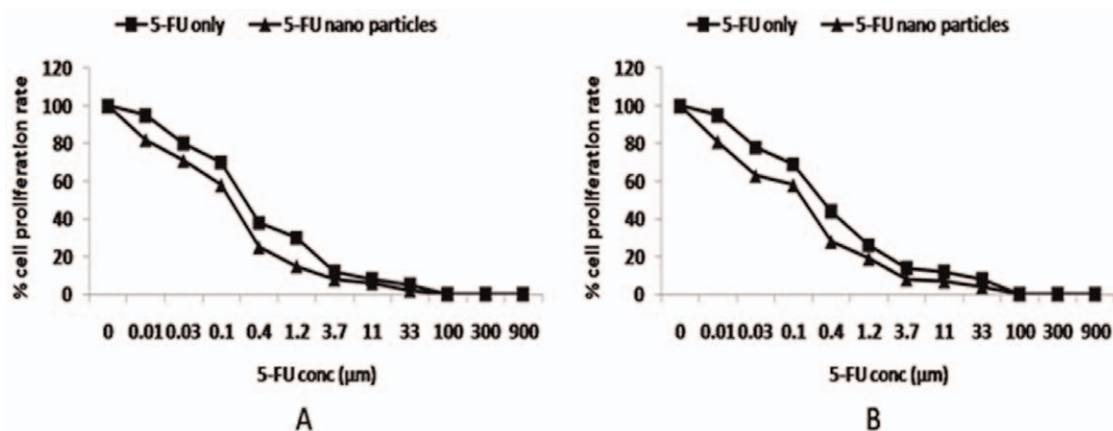 5-FU only 5-FU nano particles
% cell proliferation rate
120
100
80
60
40
20
0
0 0.01 0.03 0.1 0.4 1.2 3.7 11 33 100 300 900
5-FU conc (µm)
A
5-FU only 5-FU nano particles
% cell proliferation rate
120
100
80
60
40
20
0
0 0.01 0.03 0.1 0.4 1.2 3.7 11 33 100 300 900
5-FU conc (µm)
B